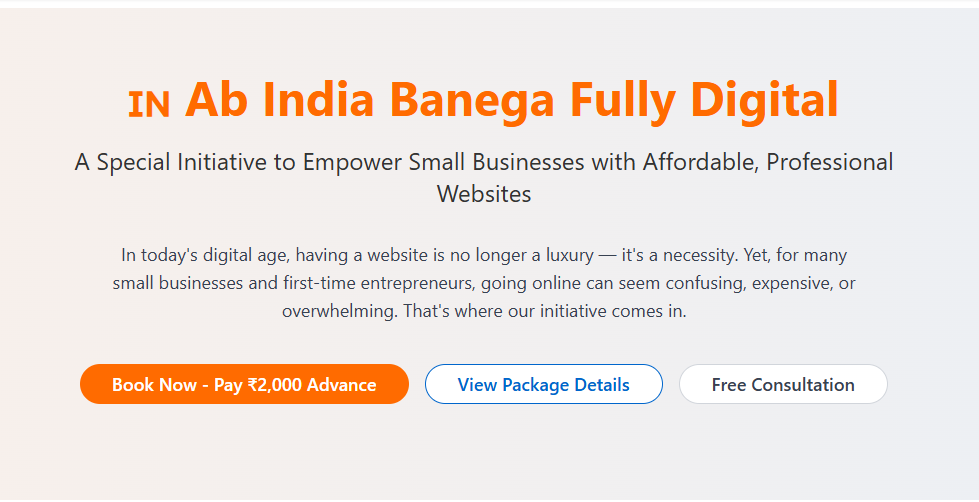 IN Ab India Banega Fully Digital
A Special Initiative to Empower Small Businesses with Affordable, Professional
Websites
In today's digital age, having a website is no longer a luxury — it's a necessity. Yet, for many
small businesses and first-time entrepreneurs, going online can seem confusing, expensive, or
overwhelming. That's where our initiative comes in.
Book Now - Pay ₹2,000 Advance
View Package Details
Free Consultation